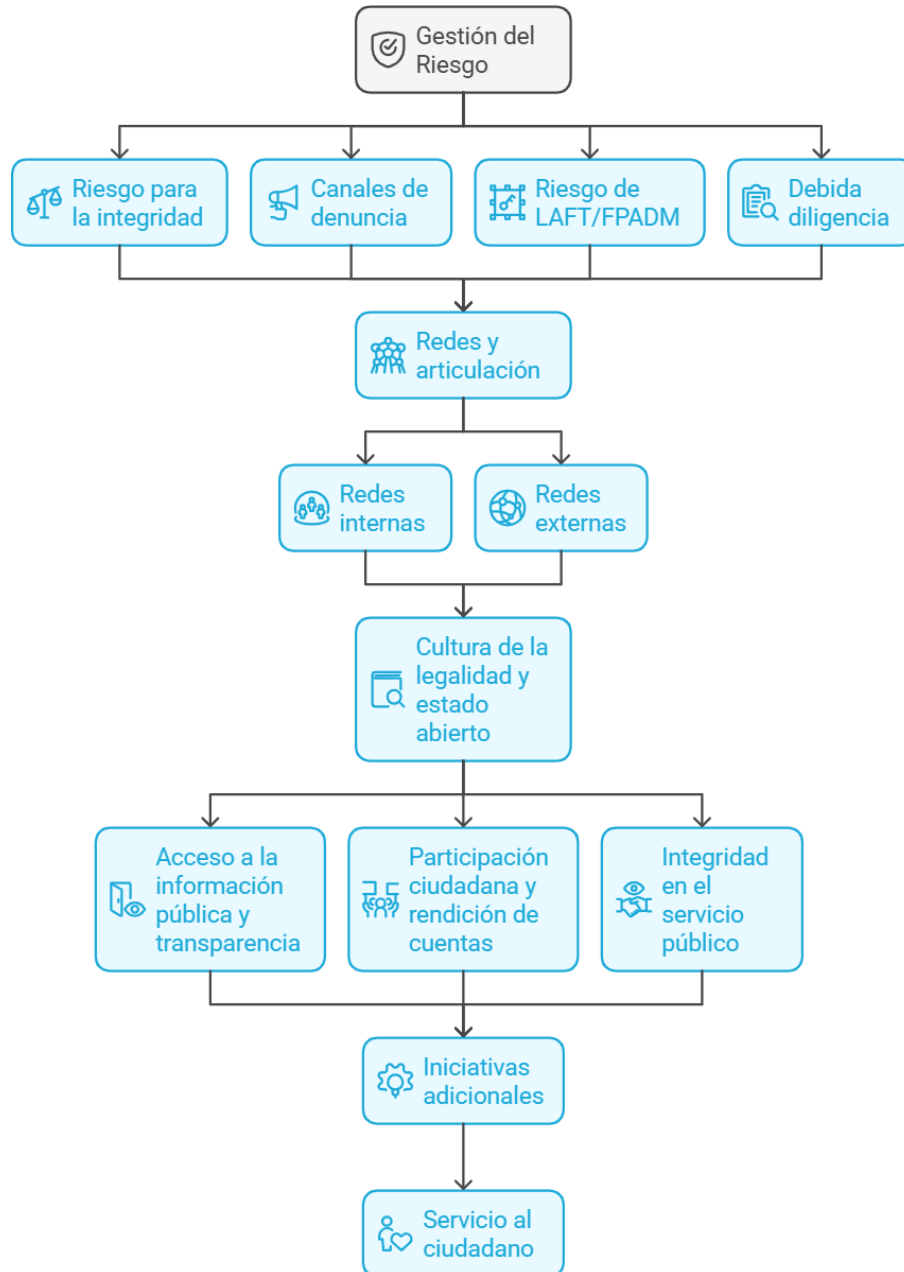 Gestión del
Riesgo
Riesgo para
la integridad
Canales de
denuncia
Riesgo de
LAFT/FPADM
Debida
diligencia
Redes y
articulación
Redes
internas
Redes
externas
Cultura de la
legalidad y
estado
abierto
Acceso a la
información
pública y
transparencia
Participación
ciudadana y
rendición de
cuentas
Integridad
en el
servicio
público
Iniciativas
adicionales
Servicio al
ciudadano